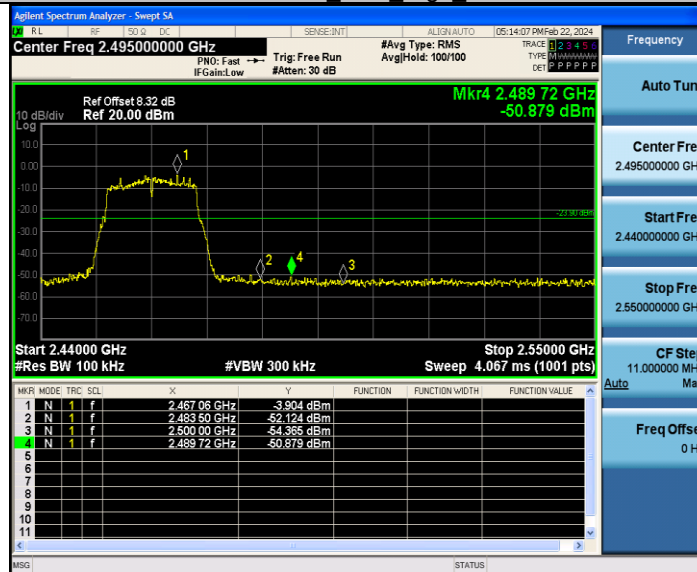 Agilent Spectrum Analyzer - Swept SA
RL RF 50 Ω DC SENSE:INT ALIGN AUTO 05:14:07 PM Feb 22, 2024
Center Freq 2.495000000 GHz
PNO: Fast
IFGain:Low
Trig: Free Run
#Atten: 30 dB
#Avg Type: RMS
Avg|Hold: 100/100
TRACE 1 2 3 4 5 6
TYPE M
DET P P P P P P
Ref Offset 8.32 dB
Ref 20.00 dBm
10 dB/div
Log
Mkr4 2.489 72 GHz
-50.879 dBm
10.0
0.00
-10.0
-20.0
-30.0
-40.0
-50.0
-60.0
-70.0
1
2
4
3
-23.90 dBm
Start 2.44000 GHz
Stop 2.55000 GHz
#Res BW 100 kHz
#VBW 300 kHz
Sweep 4.067 ms (1001 pts)
MKR MODE TRC SCL X Y FUNCTION FUNCTION WIDTH FUNCTION VALUE
1 N 1 f 2.467 06 GHz -3.904 dBm
2 N 1 f 2.483 50 GHz -52.124 dBm
3 N 1 f 2.500 00 GHz -54.365 dBm
4 N 1 f 2.489 72 GHz -50.879 dBm
5
6
7
8
9
10
11
MSG
STATUS
Frequency
Auto Tun
Center Fre
2.495000000 GH
Start Fre
2.440000000 GH
Stop Fre
2.550000000 GH
CF Ste
11.000000 MH
Auto Ma
Freq Offse
0 H